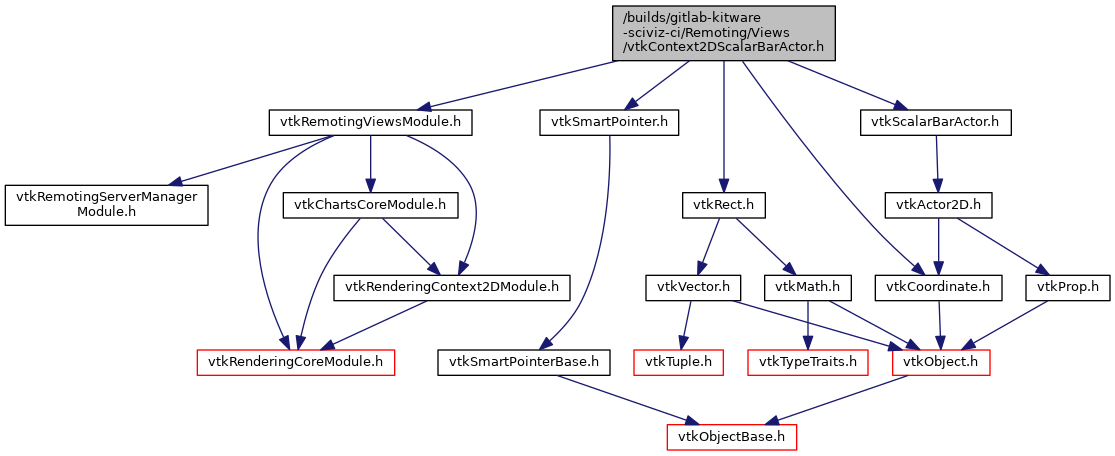 /builds/gitlab-kitware
-sciviz-ci/Remoting/Views
/vtkContext2DScalarBarActor.h
vtkRemotingViewsModule.h
vtkSmartPointer.h
vtkScalarBarActor.h
vtkRemotingServerManager
Module.h
vtkChartsCoreModule.h
vtkRect.h
vtkActor2D.h
vtkRenderingContext2DModule.h
vtkVector.h
vtkMath.h
vtkCoordinate.h
vtkProp.h
vtkRenderingCoreModule.h
vtkSmartPointerBase.h
vtkTuple.h
vtkTypeTraits.h
vtkObject.h
vtkObjectBase.h